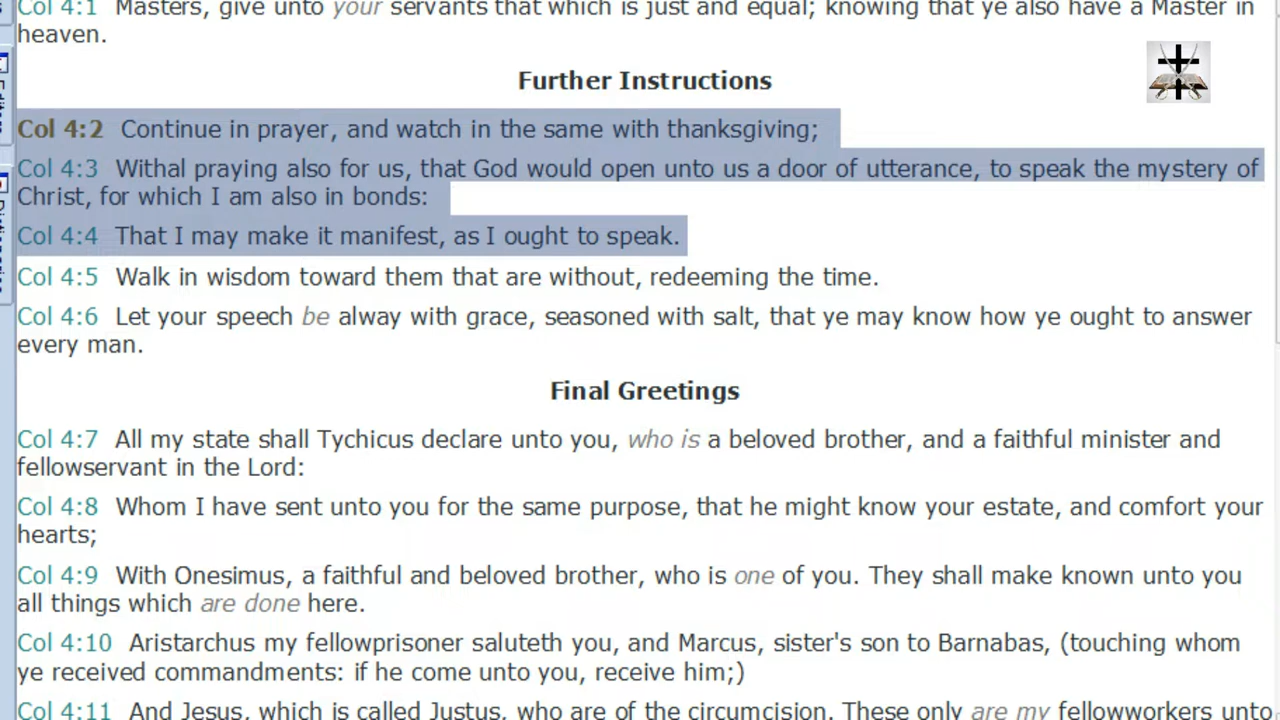 Col 4:1 Masters, give unto your servants that which is just and equal; knowing that ye also have a Master in
heaven.
Further Instructions
Col 4:2 Continue in prayer, and watch in the same with thanksgiving;
Col 4:3 Withal praying also for us, that God would open unto us a door of utterance, to speak the mystery of
Christ, for which I am also in bonds:
Col 4:4 That I may make it manifest, as I ought to speak.
Col 4:5 Walk in wisdom toward them that are without, redeeming the time.
Col 4:6 Let your speech be alway with grace, seasoned with salt, that ye may know how ye ought to answer
every man.
Final Greetings
Col 4:7 All my state shall Tychicus declare unto you, who is a beloved brother, and a faithful minister and
fellowservant in the Lord:
Col 4:8 Whom I have sent unto you for the same purpose, that he might know your estate, and comfort your
hearts;
Col 4:9 With Onesimus, a faithful and beloved brother, who is one of you. They shall make known unto you
all things which are done here.
Col 4:10 Aristarchus my fellowprisoner saluteth you, and Marcus, sister's son to Barnabas, (touching whom
ye received commandments: if he come unto you, receive him;)
Col 4:11 And Jesus, which is called Justus, who are of the circumcision. These only are my fellowworkers unto